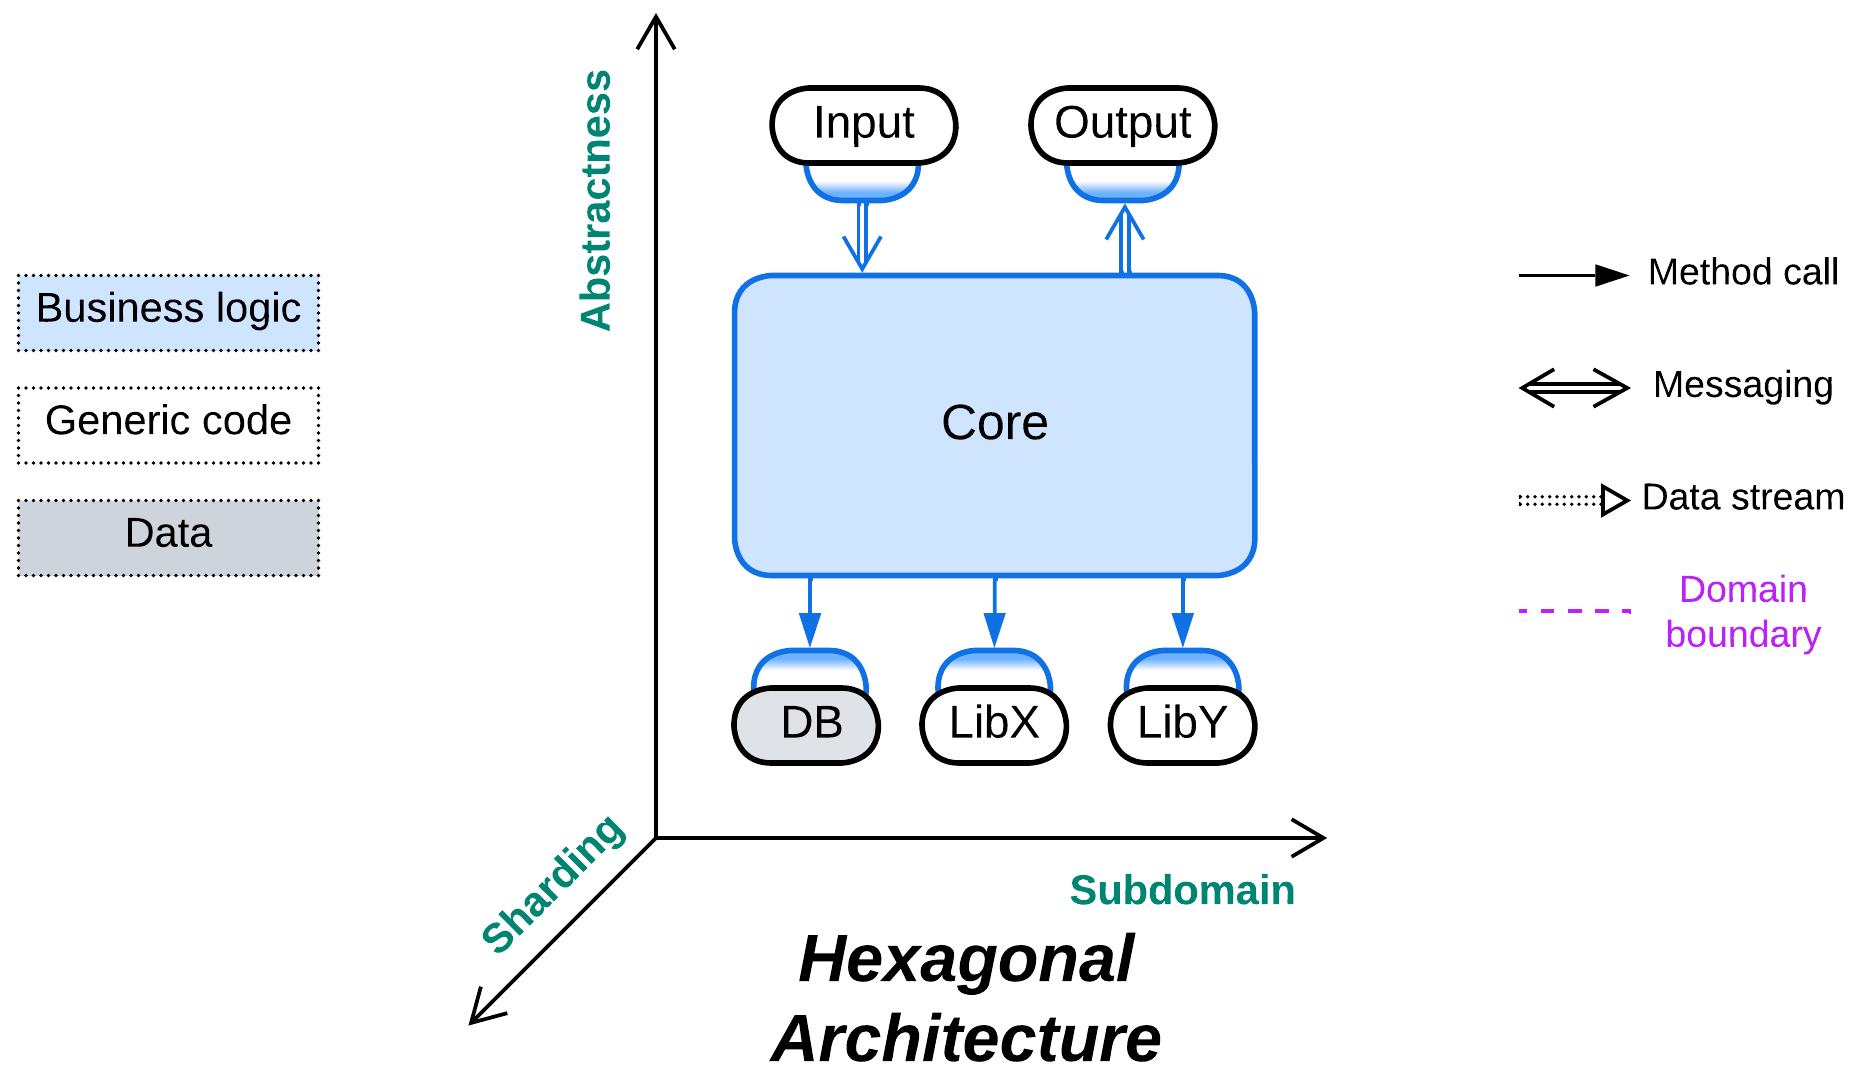 Business logic
Generic code
Data
Abstractness
Input
Output
Core
DB
LibX
LibY
Sharding
Subdomain
Hexagonal
Architecture
Method call
Messaging
Data stream
Domain
boundary